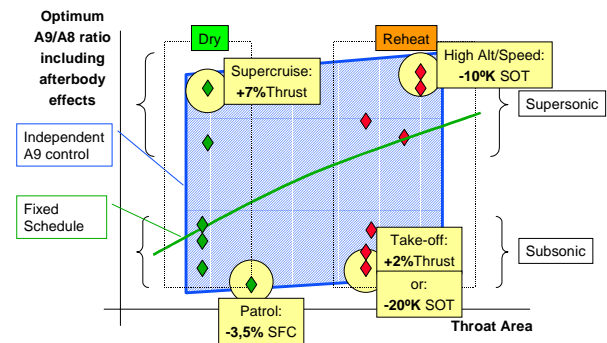 Optimum
A9/A8 ratio
including
afterbody
effects
Dry
Reheat
High Alt/Speed:
-10ºK SOT
Supercruise:
+7%Thrust
Supersonic
Independent
A9 control
Fixed
Schedule
Take-off:
+2%Thrust
or:
-20ºK SOT
Subsonic
Patrol:
-3,5% SFC
Throat Area